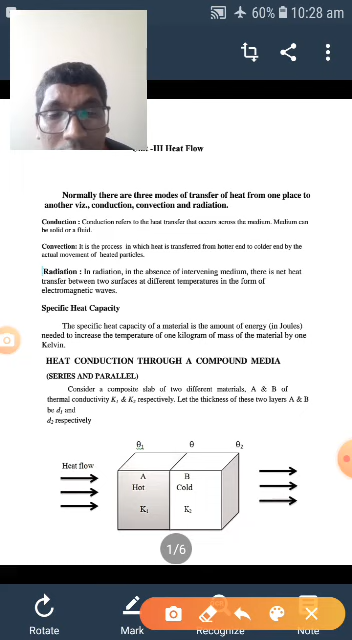 60% 10:28 am
-III Heat Flow
Normally there are three modes of transfer of heat from one place to
another viz., conduction, convection and radiation.
Conduction : Conduction refers to the heat transfer that occurs across the medium. Medium can
be solid or a fluid.
Convection: It is the process in which heat is transferred from hotter end to colder end by the
actual movement of heated particles.
Radiation : In radiation, in the absence of intervening medium, there is net heat
transfer between two surfaces at different temperatures in the form of
electromagnetic waves.
Specific Heat Capacity
The specific heat capacity of a material is the amount of energy (in Joules)
needed to increase the temperature of one kilogram of mass of the material by one
Kelvin.
HEAT CONDUCTION THROUGH A COMPOUND MEDIA
(SERIES AND PARALLEL)
Consider a composite slab of two different materials, A & B of
thermal conductivity K₁ & K₂ respectively. Let the thickness of these two layers A & B
be d₁ and
d₂ respectively
θ₁ θ θ₂
Heat flow
A B
Hot Cold
K₁ K₂
1/6
Rotate Mark Recognize Note